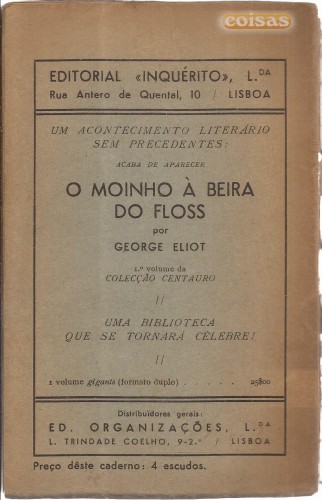 coisas
EDITORIAL «INQUÉRITO», L.DA
Rua Antero de Quental, 10 / LISBOA
UM ACONTECIMENTO LITERÁRIO
SEM PRECEDENTES:
ACABA DE APARECER
O MOINHO À BEIRA
DO FLOSS
por
GEORGE ELIOT
1.º volume da
COLECÇÃO CENTAURO
//
UMA BIBLIOTECA
QUE SE TORNARÁ CÉLEBRE!
//
1 volume gigante (formato duplo) . . . . . 25$00
Distribuïdores gerais:
ED. ORGANIZAÇÕES, L.DA
L. TRINDADE COELHO, 9-2.º / LISBOA
Preço dêste caderno: 4 escudos.